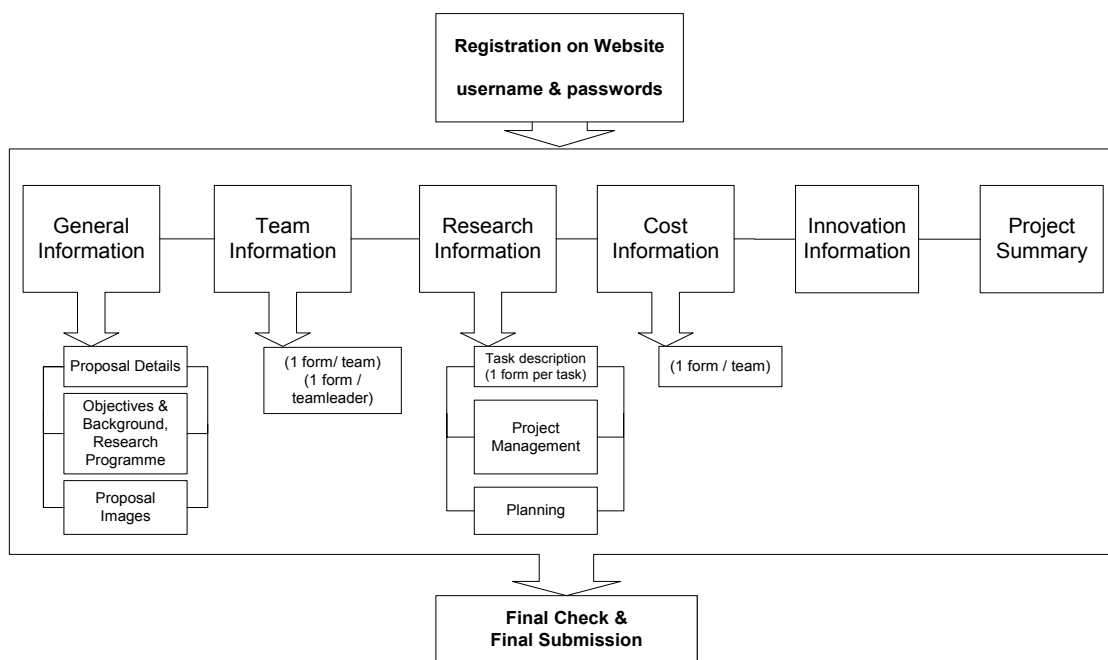 Registration on Website
username & passwords
General
Information
Team
Information
Research
Information
Cost
Information
Innovation
Information
Project
Summary
Proposal Details
Objectives &
Background,
Research
Programme
Proposal
Images
(1 form/ team)
(1 form /
teamleader)
Task description
(1 form per task)
Project
Management
Planning
(1 form / team)
Final Check &
Final Submission